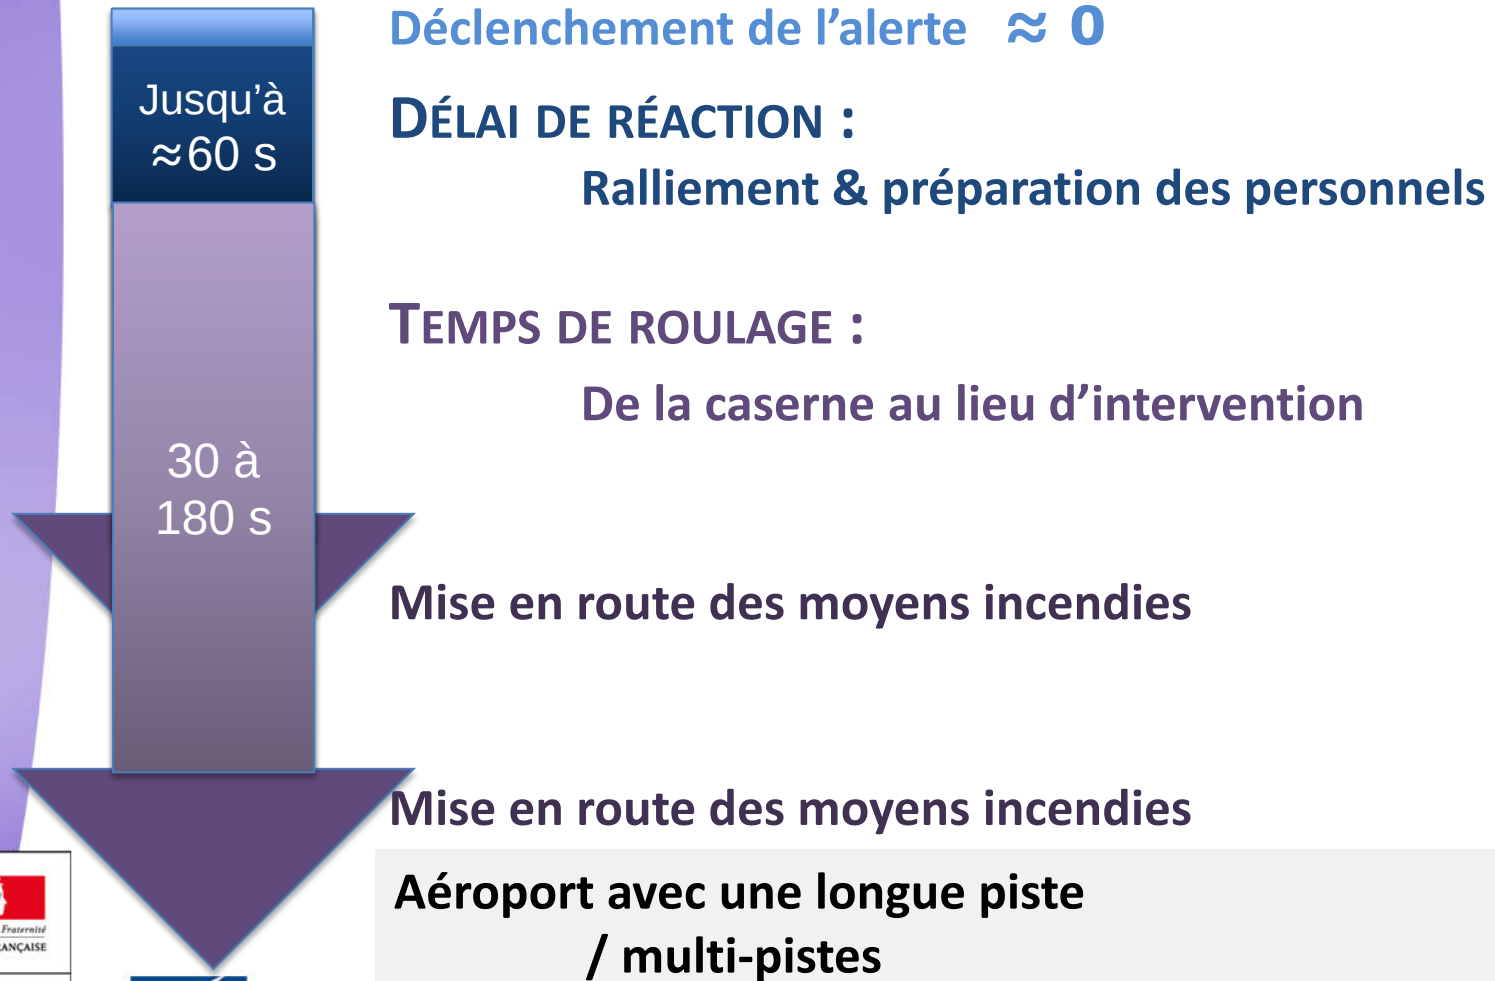 Déclenchement de l’alerte ≈ 0
Jusqu’à
≈60 s
DÉLAI DE RÉACTION :
Ralliement & préparation des personnels
TEMPS DE ROULAGE :
De la caserne au lieu d’intervention
30 à
180 s
Mise en route des moyens incendies
Mise en route des moyens incendies
Aéroport avec une longue piste
/ multi-pistes
Fraternité